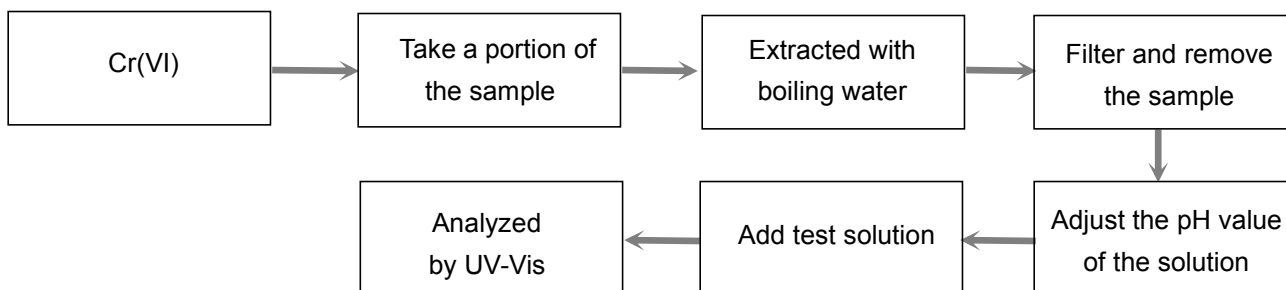 Cr(VI)
Take a portion of
the sample
Extracted with
boiling water
Filter and remove
the sample
Adjust the pH value
of the solution
Add test solution
Analyzed
by UV-Vis